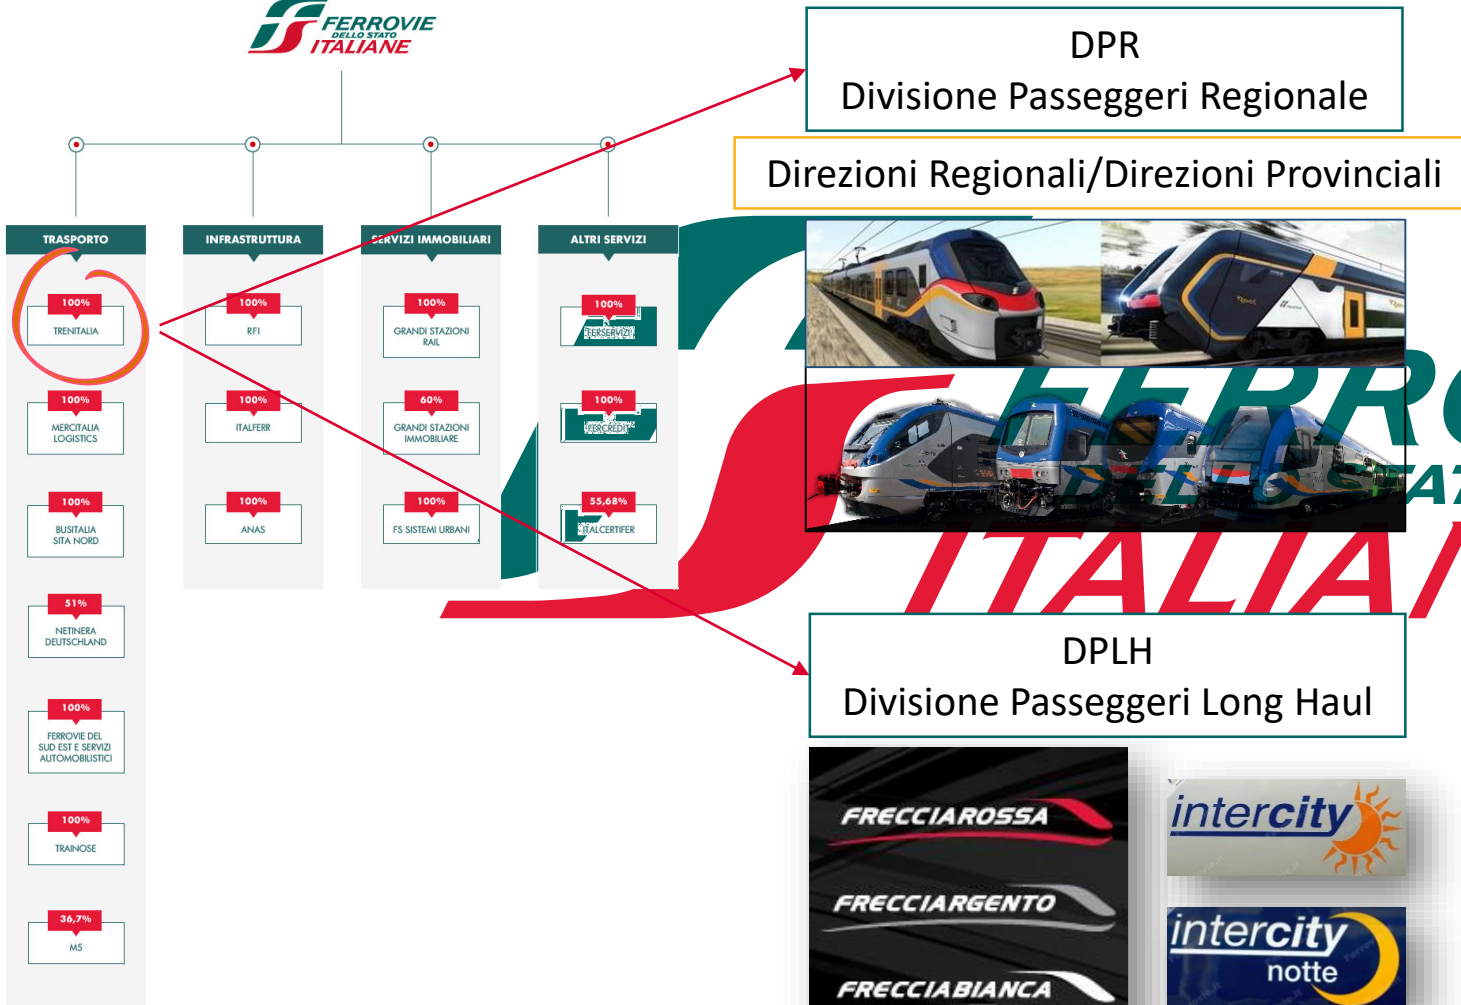 FERROVIE
DELLO STATO
ITALIANE
DPR
Divisione Passeggeri Regionale
Direzioni Regionali/Direzioni Provinciali
TRASPORTO
100%
TRENITALIA
100%
MERCITALIA
LOGISTICS
100%
BUSITALIA
SITA NORD
51%
NETINERA
DEUTSCHLAND
100%
FERROVIE DEL
SUD EST E SERVIZI
AUTOMOBILISTICI
100%
TRAINOSE
36,7%
M5
INFRASTRUTTURA
100%
RFI
100%
ITALFERR
100%
ANAS
SERVIZI IMMOBILIARI
100%
GRANDI STAZIONI
RAIL
60%
GRANDI STAZIONI
IMMOBILIARE
100%
FS SISTEMI URBANI
ALTRI SERVIZI
100%
FERSERVIZI
100%
FERCREDIT
55,68%
ITALCERTIFER
FERRO
DELLO STAT
ITALIA
DPLH
Divisione Passeggeri Long Haul
FRECCIAROSSA
FRECCIARGENTO
FRECCIABIANCA
intercity
intercity
notte